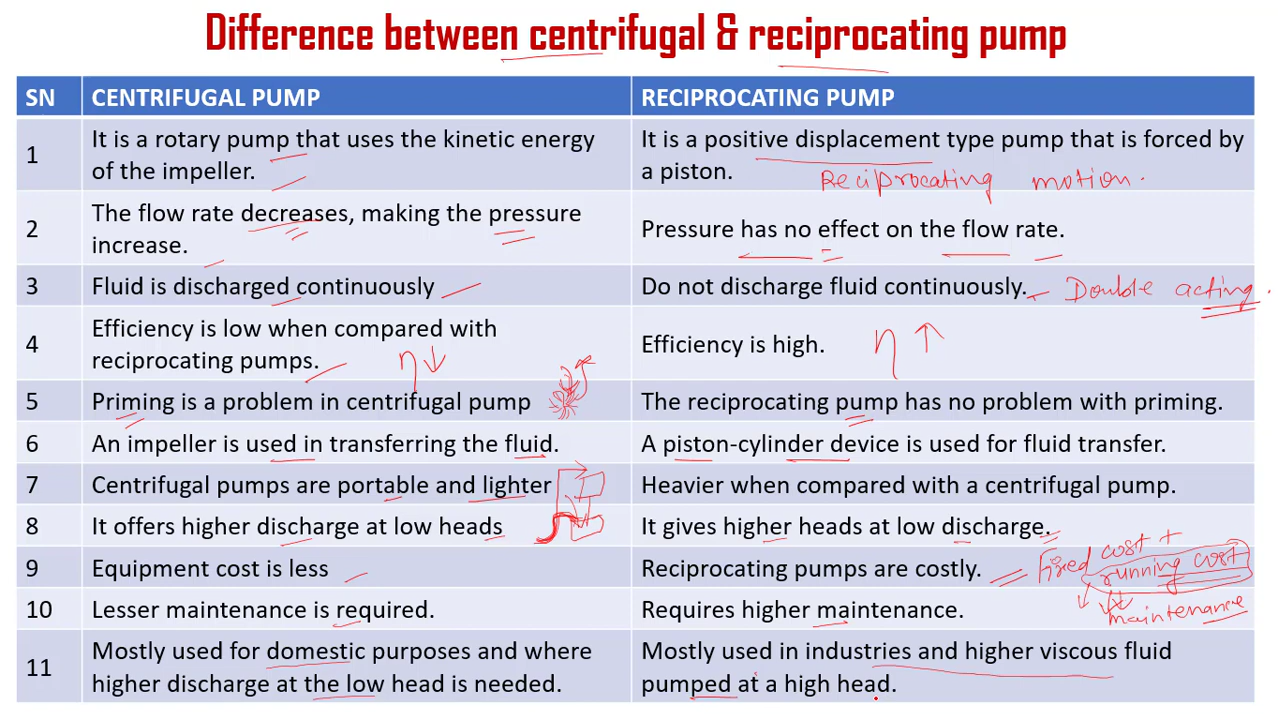 Difference between centrifugal & reciprocating pump
SN CENTRIFUGAL PUMP RECIPROCATING PUMP
1 It is a rotary pump that uses the kinetic energy
of the impeller.
It is a positive displacement type pump that is forced by
a piston.
Reciprocating motion.
2 The flow rate decreases, making the pressure
increase.
Pressure has no effect on the flow rate.
3 Fluid is discharged continuously
Do not discharge fluid continuously.
Double acting.
4 Efficiency is low when compared with
reciprocating pumps.
η↓
Efficiency is high.
η↑
5 Priming is a problem in centrifugal pump
The reciprocating pump has no problem with priming.
6 An impeller is used in transferring the fluid.
A piston-cylinder device is used for fluid transfer.
7 Centrifugal pumps are portable and lighter
Heavier when compared with a centrifugal pump.
8 It offers higher discharge at low heads
It gives higher heads at low discharge.
9 Equipment cost is less
Reciprocating pumps are costly.
Fixed cost +
running cost
maintenance
10 Lesser maintenance is required.
Requires higher maintenance.
11 Mostly used for domestic purposes and where
higher discharge at the low head is needed.
Mostly used in industries and higher viscous fluid
pumped at a high head.